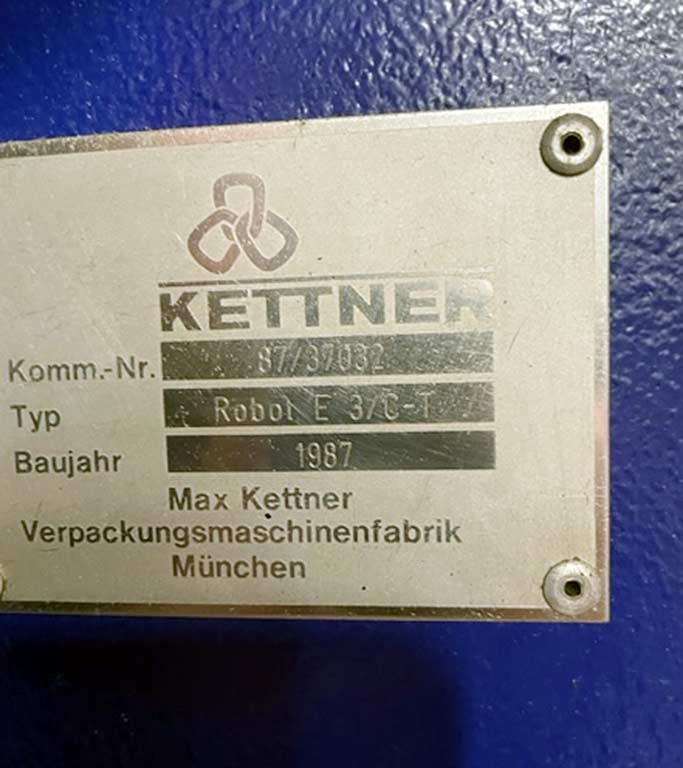 KETTNER
Komm.-Nr. 87/37032
Typ Robot E 3/C-T
Baujahr 1987
Max Kettner
Verpackungsmaschinenfabrik
München